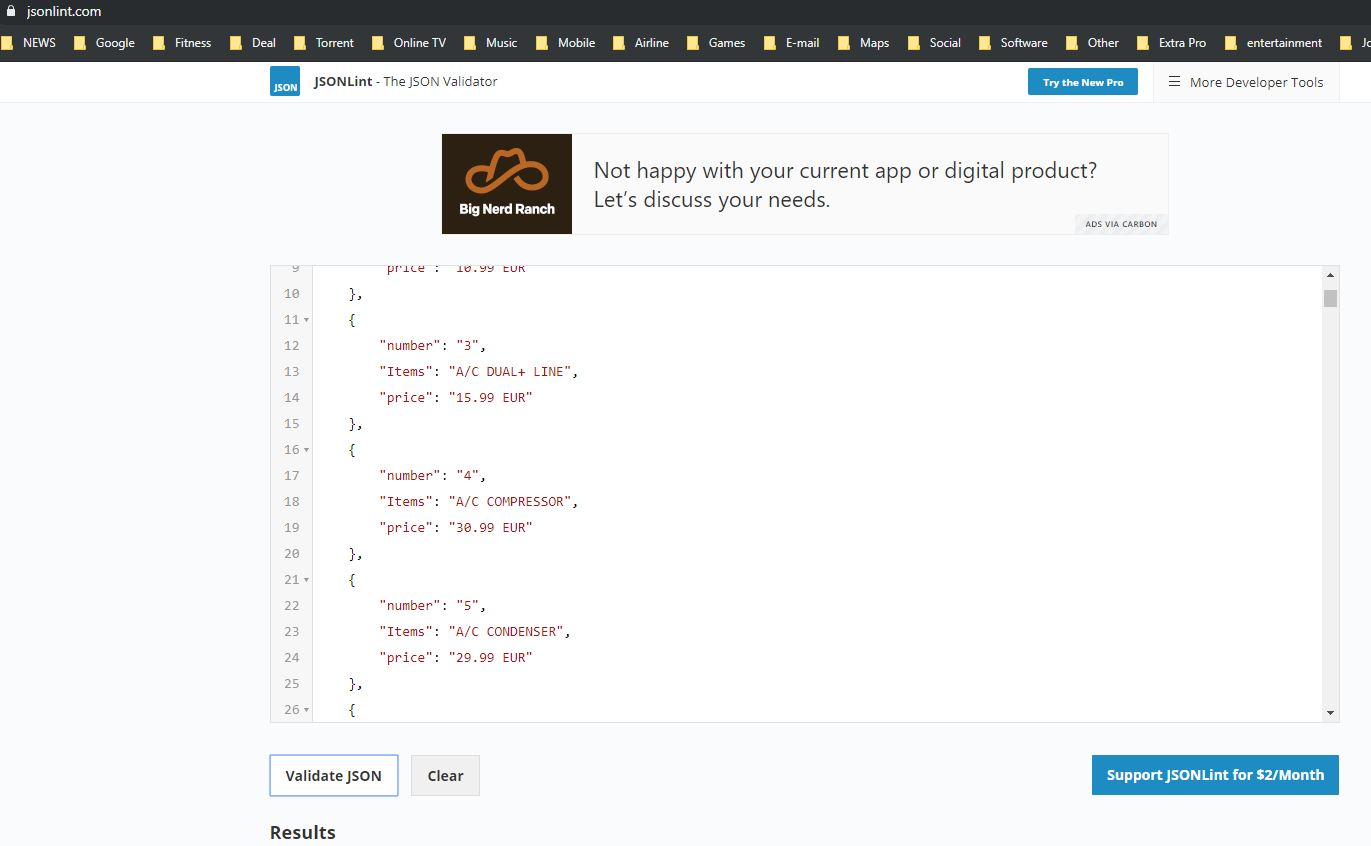 jsonlint.com
NEWS Google Fitness Deal Torrent Online TV Music Mobile Airline Games E-mail Maps Social Software Other Extra Pro entertainment
JSON JSONLint - The JSON Validator Try the New Pro ☰ More Developer Tools
Not happy with your current app or digital product?
Let’s discuss your needs.
Big Nerd Ranch
ADS VIA CARBON
9 "price": "10.99 EUR"
10 },
11 {
12 "number": "3",
13 "Items": "A/C DUAL+ LINE",
14 "price": "15.99 EUR"
15 },
16 {
17 "number": "4",
18 "Items": "A/C COMPRESSOR",
19 "price": "30.99 EUR"
20 },
21 {
22 "number": "5",
23 "Items": "A/C CONDENSER",
24 "price": "29.99 EUR"
25 },
26 {
Validate JSON Clear Support JSONLint for $2/Month
Results